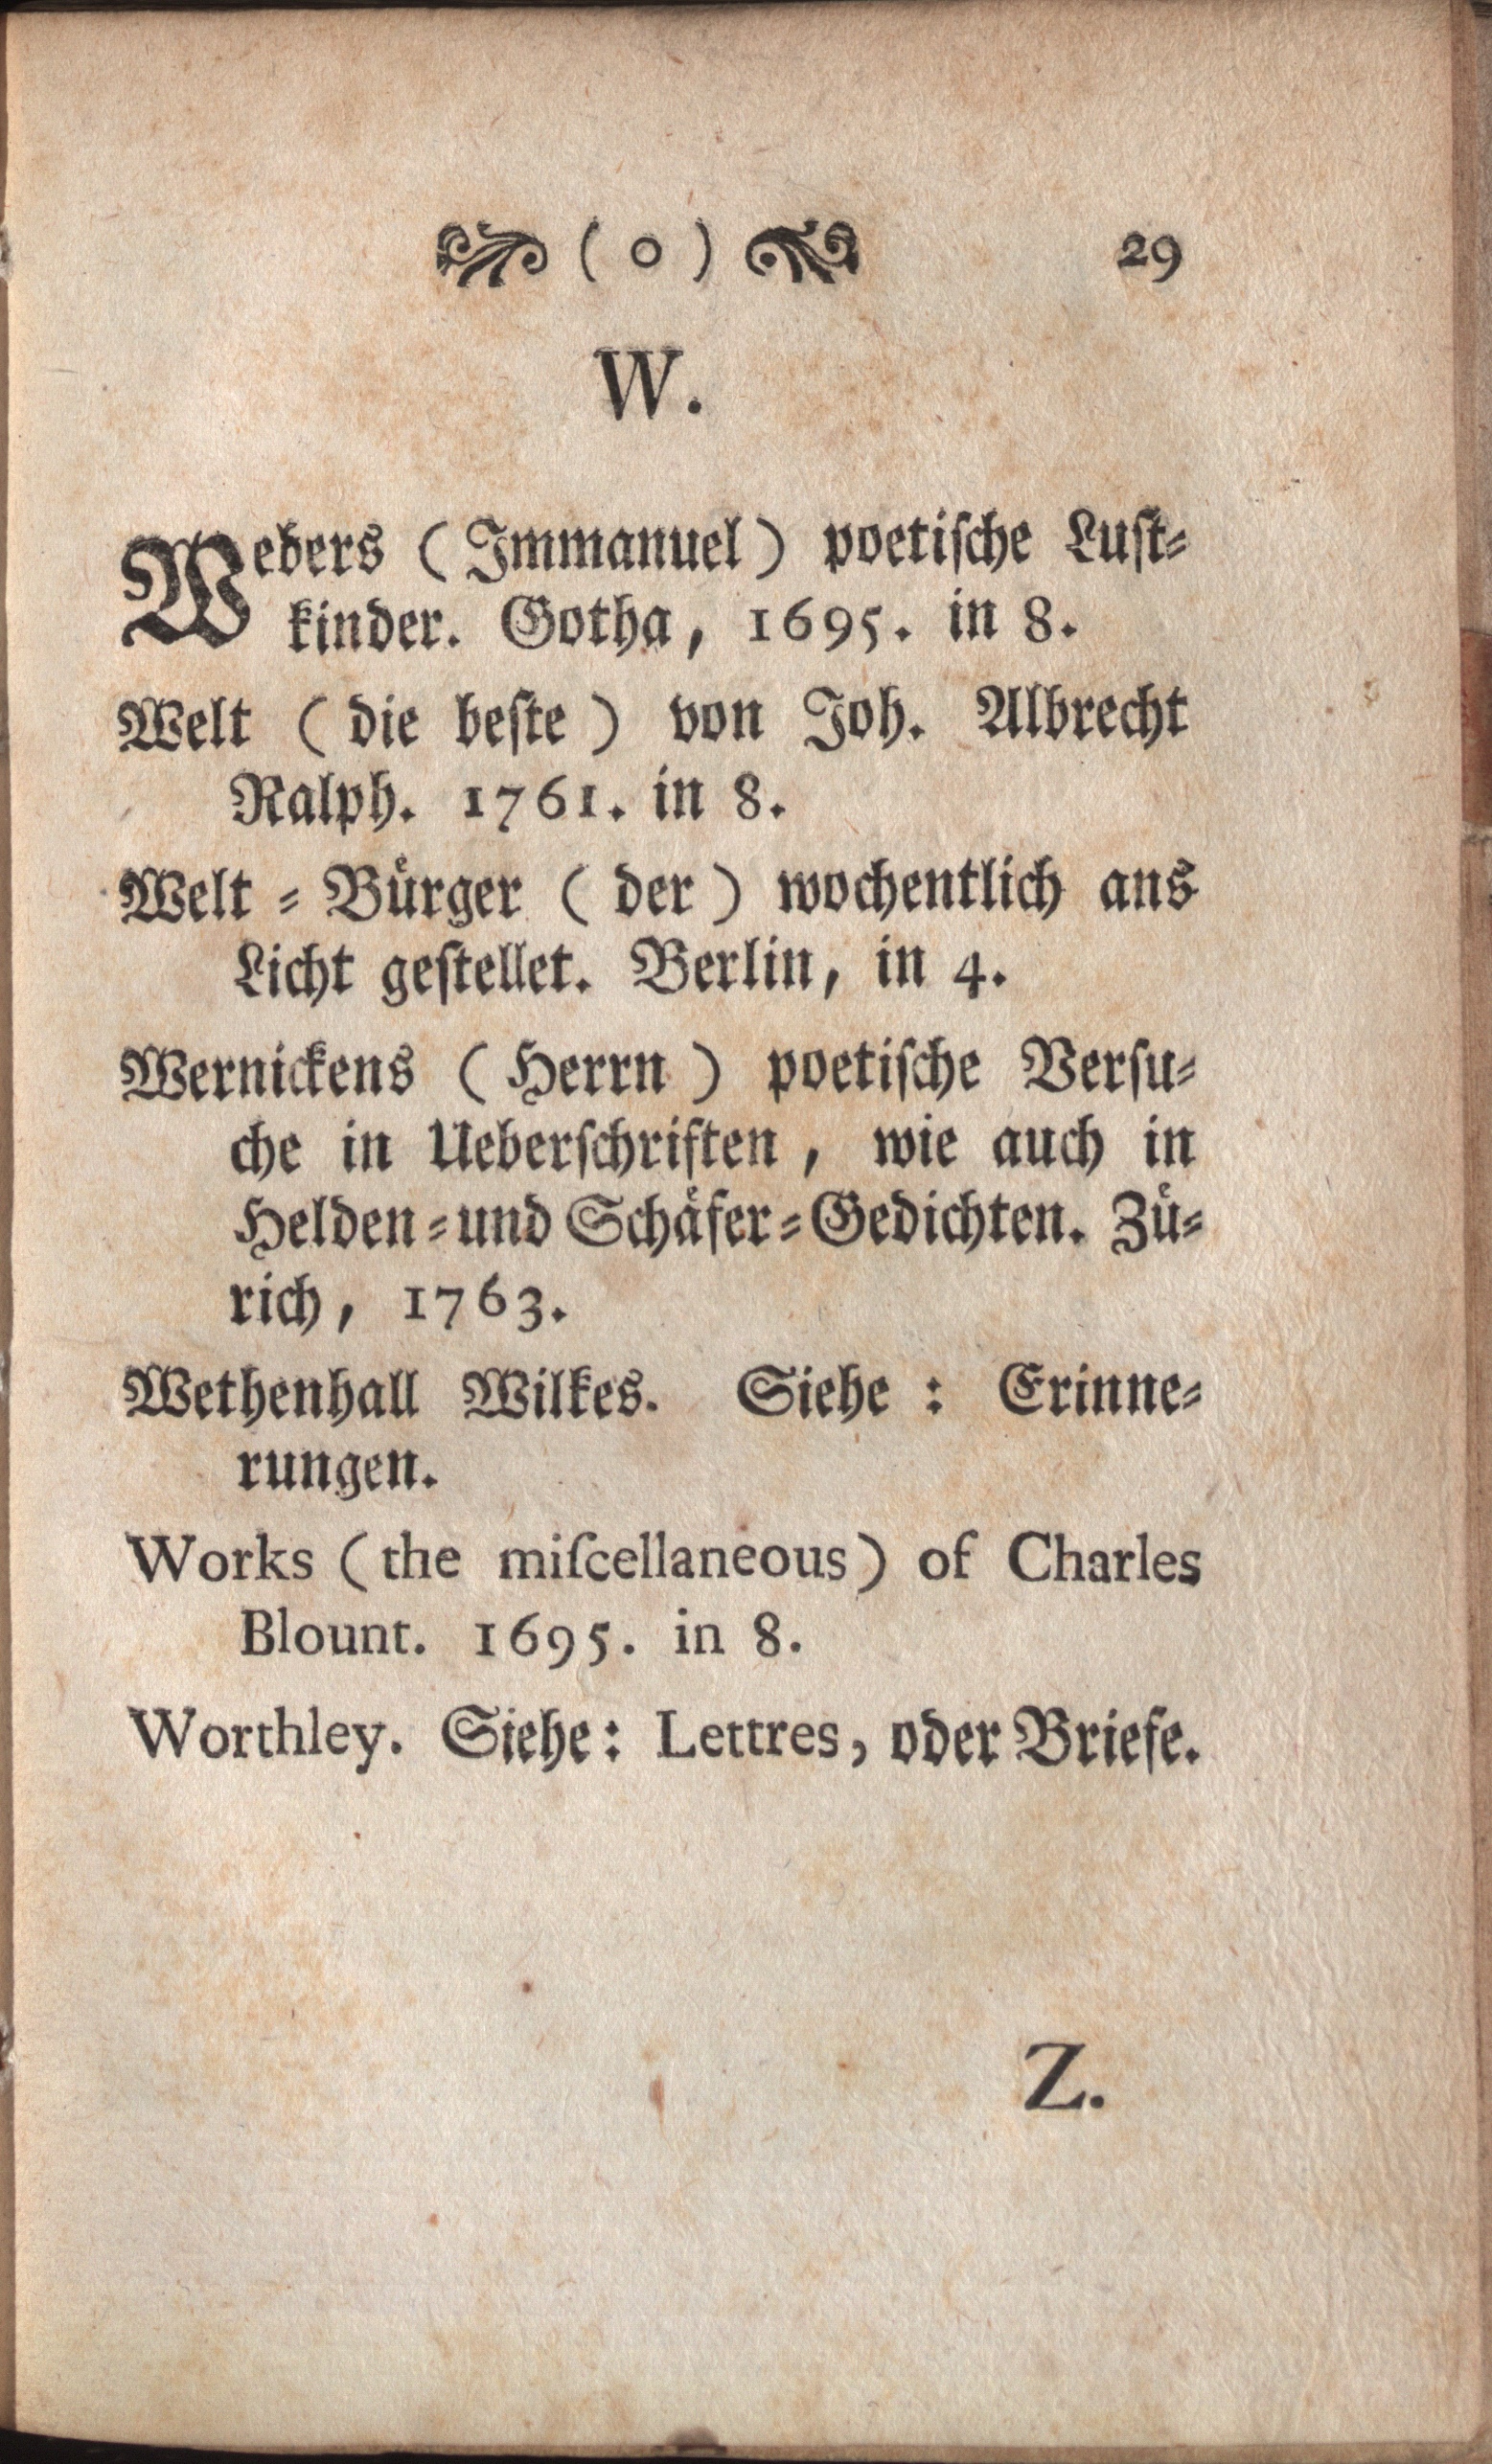 ( o ) 29
W.
Webers (Immanuel) poetiſche Luſt-
kinder. Gotha, 1695. in 8.
Welt (die beſte) von Joh. Albrecht
Ralph. 1761. in 8.
Welt-Bürger (der) wochentlich ans
Licht geſtellet. Berlin, in 4.
Wernickens (Herrn) poetiſche Verſu-
che in Ueberſchriften, wie auch in
Helden-und Schäfer-Gedichten. Zü-
rich, 1763.
Wethenhall Wilkes. Siehe: Erinne-
rungen.
Works (the miſcellaneous) of Charles
Blount. 1695. in 8.
Worthley. Siehe: Lettres, oder Briefe.
Z.